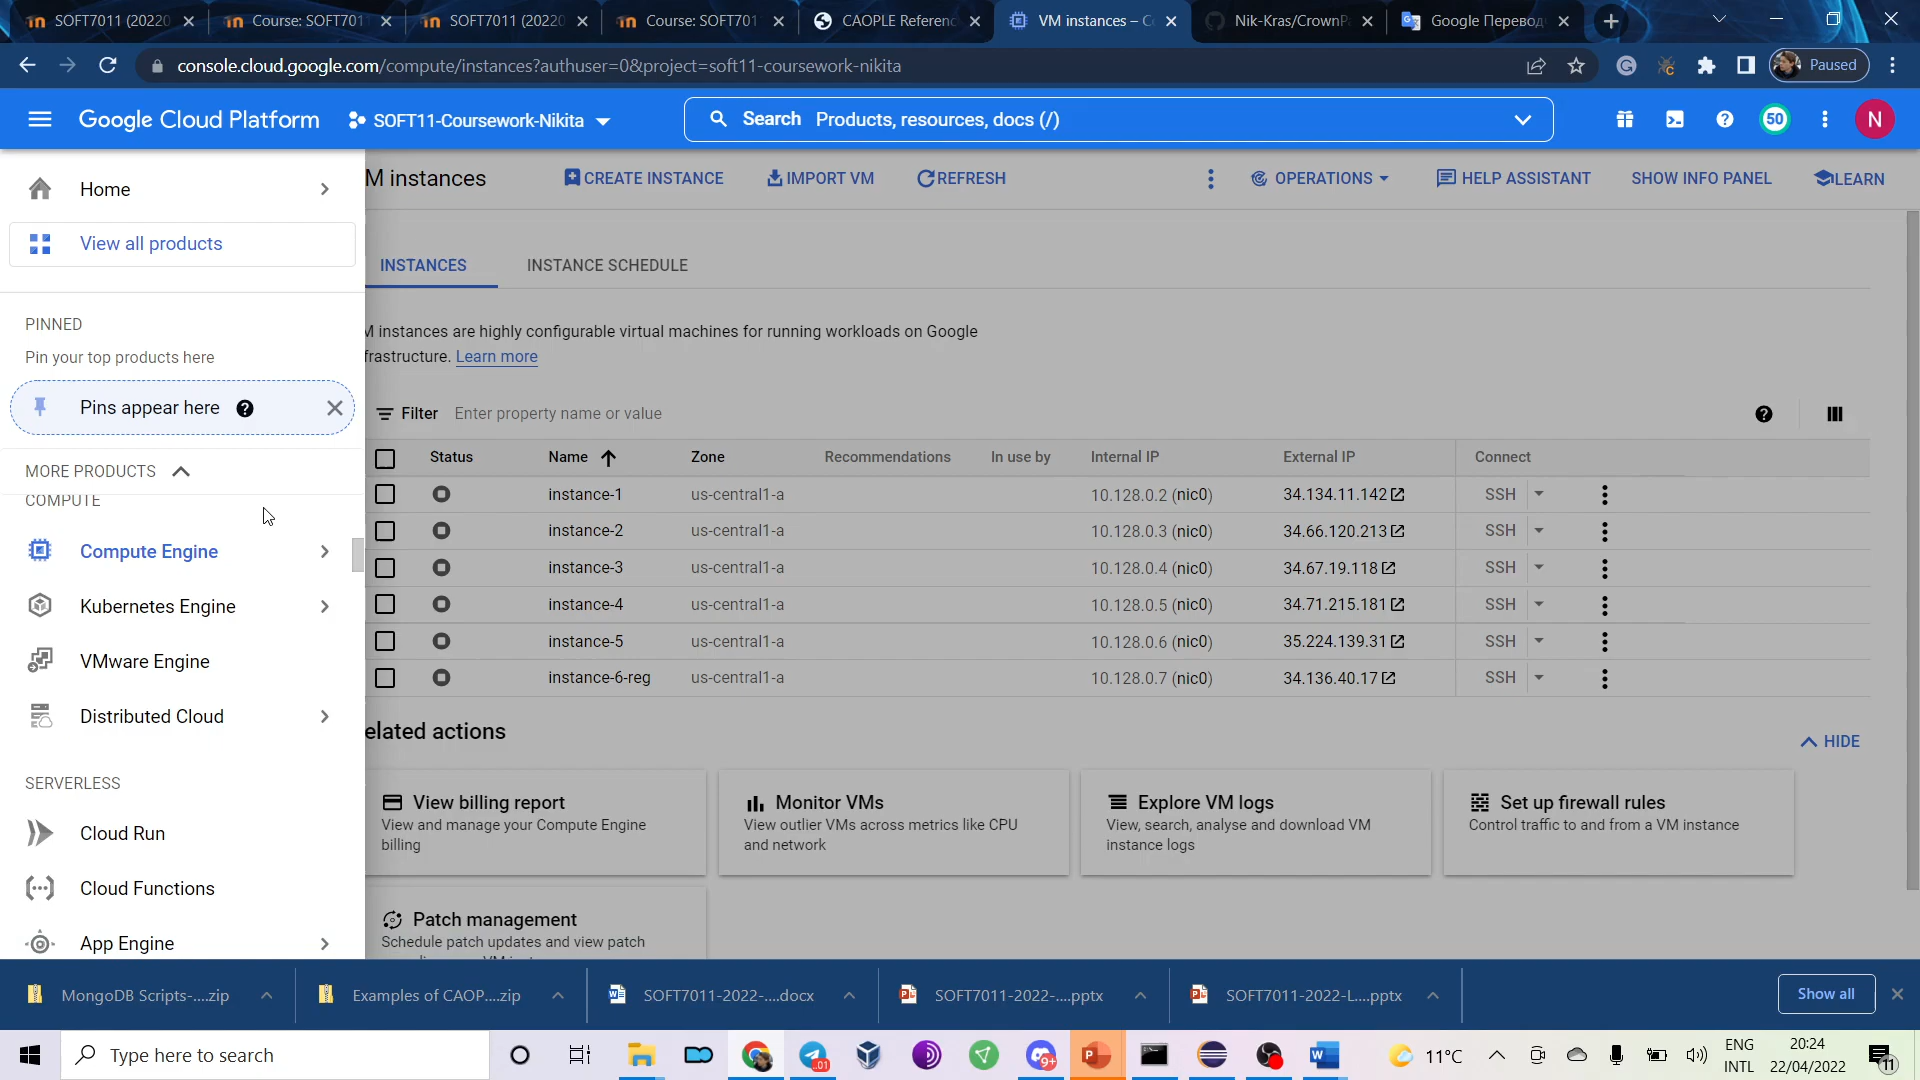 SOFT7011 (20220
Course: SOFT701
SOFT7011 (20220
Course: SOFT701
CAOPLE Referenc
VM instances – Co
Nik-Kras/CrownPa
Google Перевод
console.cloud.google.com/compute/instances?authuser=0&project=soft11-coursework-nikita
Paused
Google Cloud Platform
SOFT11-Coursework-Nikita
Search Products, resources, docs (/)
50
N
Home
View all products
PINNED
Pin your top products here
Pins appear here
MORE PRODUCTS
COMPUTE
Compute Engine
Kubernetes Engine
VMware Engine
Distributed Cloud
SERVERLESS
Cloud Run
Cloud Functions
App Engine
M instances
CREATE INSTANCE
IMPORT VM
REFRESH
OPERATIONS
HELP ASSISTANT
SHOW INFO PANEL
LEARN
INSTANCES
INSTANCE SCHEDULE
M instances are highly configurable virtual machines for running workloads on Google
frastructure. Learn more
Filter Enter property name or value
Status Name Zone Recommendations In use by Internal IP External IP Connect
instance-1 us-central1-a 10.128.0.2 (nic0) 34.134.11.142 SSH
instance-2 us-central1-a 10.128.0.3 (nic0) 34.66.120.213 SSH
instance-3 us-central1-a 10.128.0.4 (nic0) 34.67.19.118 SSH
instance-4 us-central1-a 10.128.0.5 (nic0) 34.71.215.181 SSH
instance-5 us-central1-a 10.128.0.6 (nic0) 35.224.139.31 SSH
instance-6-reg us-central1-a 10.128.0.7 (nic0) 34.136.40.17 SSH
elated actions
HIDE
View billing report
View and manage your Compute Engine
billing
Monitor VMs
View outlier VMs across metrics like CPU
and network
Explore VM logs
View, search, analyse and download VM
instance logs
Set up firewall rules
Control traffic to and from a VM instance
Patch management
Schedule patch updates and view patch
MongoDB Scripts-....zip
Examples of CAOP....zip
SOFT7011-2022-....docx
SOFT7011-2022-....pptx
SOFT7011-2022-L....pptx
Show all
Type here to search
..01
9+
11°C
ENG
INTL
20:24
22/04/2022
11